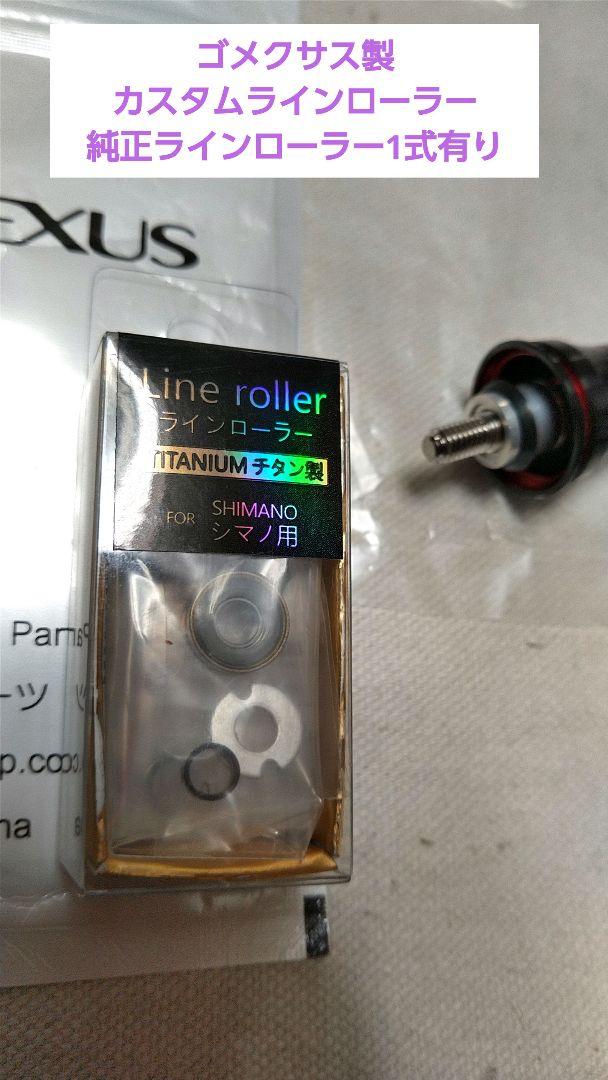 ゴメクサス製
カスタムラインローラー
純正ラインローラー1式有り
EXUS
Line roller
ラインローラー
TITANIUM チタン製
FOR SHIMANO
シマノ用